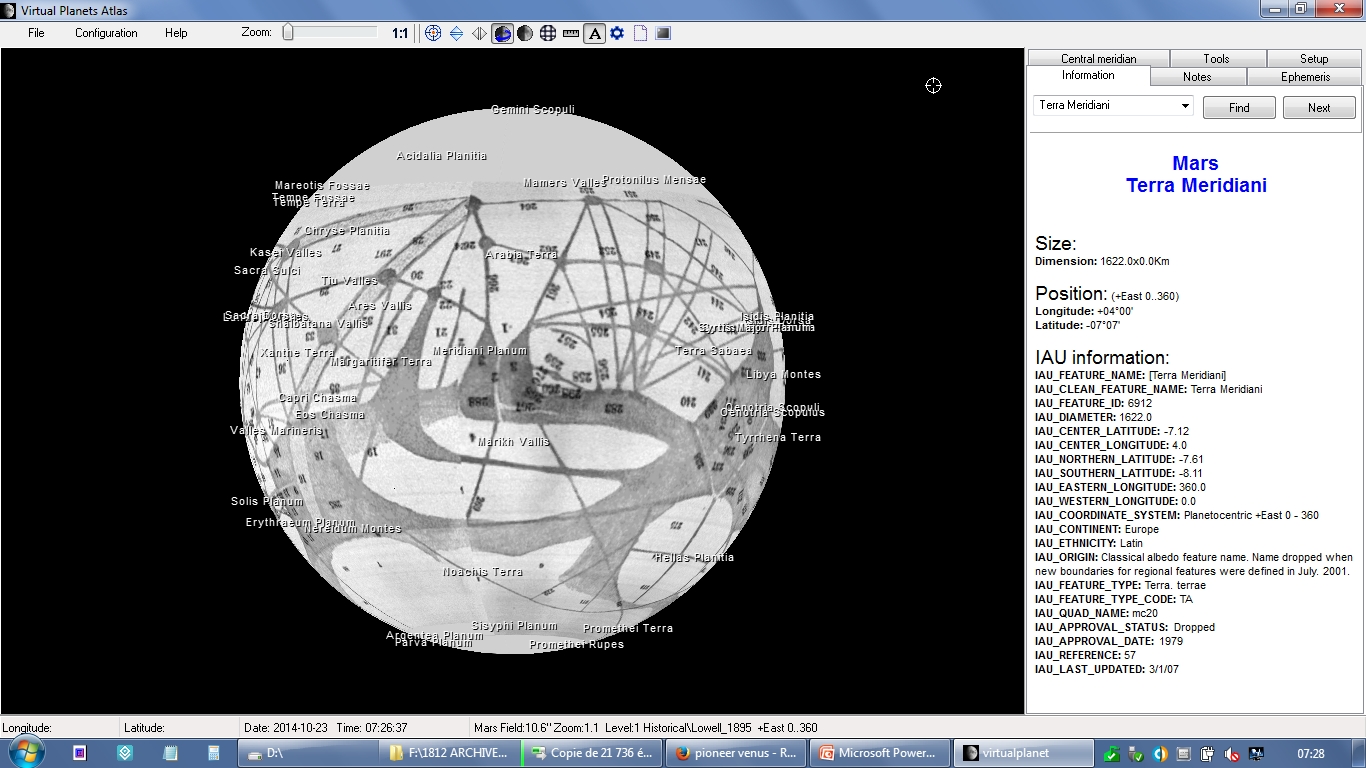 Virtual Planets Atlas
File Configuration Help Zoom: 1:1 A
Gemini Scopuli
Acidalia Planitia
Mareotis Fossae
Mamers Valles
Protonilus Mensae
Tempe Fossae
Tempe Terra
Chryse Planitia
Kasei Valles
Arabia Terra
Sacra Sulci
Tiu Valles
Ares Vallis
Shalbatana Vallis
Isidis Planitia
Xanthe Terra
Margaritifer Terra
Meridiani Planum
Terra Sabaea
Libya Montes
Capri Chasma
Eos Chasma
Oenotria Scopuli
Oenotria Scopulus
Valles Marineris
Marikh Vallis
Tyrrhena Terra
Solis Planum
Erythraeum Planum
Nereidum Montes
Hellas Planitia
Noachis Terra
Sisyphi Planum
Promethei Terra
Argentea Planum
Parva Planum
Promethei Rupes
Central meridian Tools Setup
Information Notes Ephemeris
Terra Meridiani Find Next
Mars
Terra Meridiani
Size:
Dimension: 1622.0x0.0Km
Position: (+East 0..360)
Longitude: +04°00'
Latitude: -07°07'
IAU information:
IAU_FEATURE_NAME: [Terra Meridiani]
IAU_CLEAN_FEATURE_NAME: Terra Meridiani
IAU_FEATURE_ID: 6912
IAU_DIAMETER: 1622.0
IAU_CENTER_LATITUDE: -7.12
IAU_CENTER_LONGITUDE: 4.0
IAU_NORTHERN_LATITUDE: -7.61
IAU_SOUTHERN_LATITUDE: -8.11
IAU_EASTERN_LONGITUDE: 360.0
IAU_WESTERN_LONGITUDE: 0.0
IAU_COORDINATE_SYSTEM: Planetocentric +East 0 - 360
IAU_CONTINENT: Europe
IAU_ETHNICITY: Latin
IAU_ORIGIN: Classical albedo feature name. Name dropped when
new boundaries for regional features were defined in July. 2001.
IAU_FEATURE_TYPE: Terra. terrae
IAU_FEATURE_TYPE_CODE: TA
IAU_QUAD_NAME: mc20
IAU_APPROVAL_STATUS: Dropped
IAU_APPROVAL_DATE: 1979
IAU_REFERENCE: 57
IAU_LAST_UPDATED: 3/1/07
Longitude: Latitude: Date: 2014-10-23 Time: 07:26:37 Mars Field:10.6" Zoom:1.1 Level:1 Historical\Lowell_1895 +East 0..360
D:\ F:\1812 ARCHIVE... Copie de 21 736 é... pioneer venus - R... Microsoft Power... virtualplanet 07:28